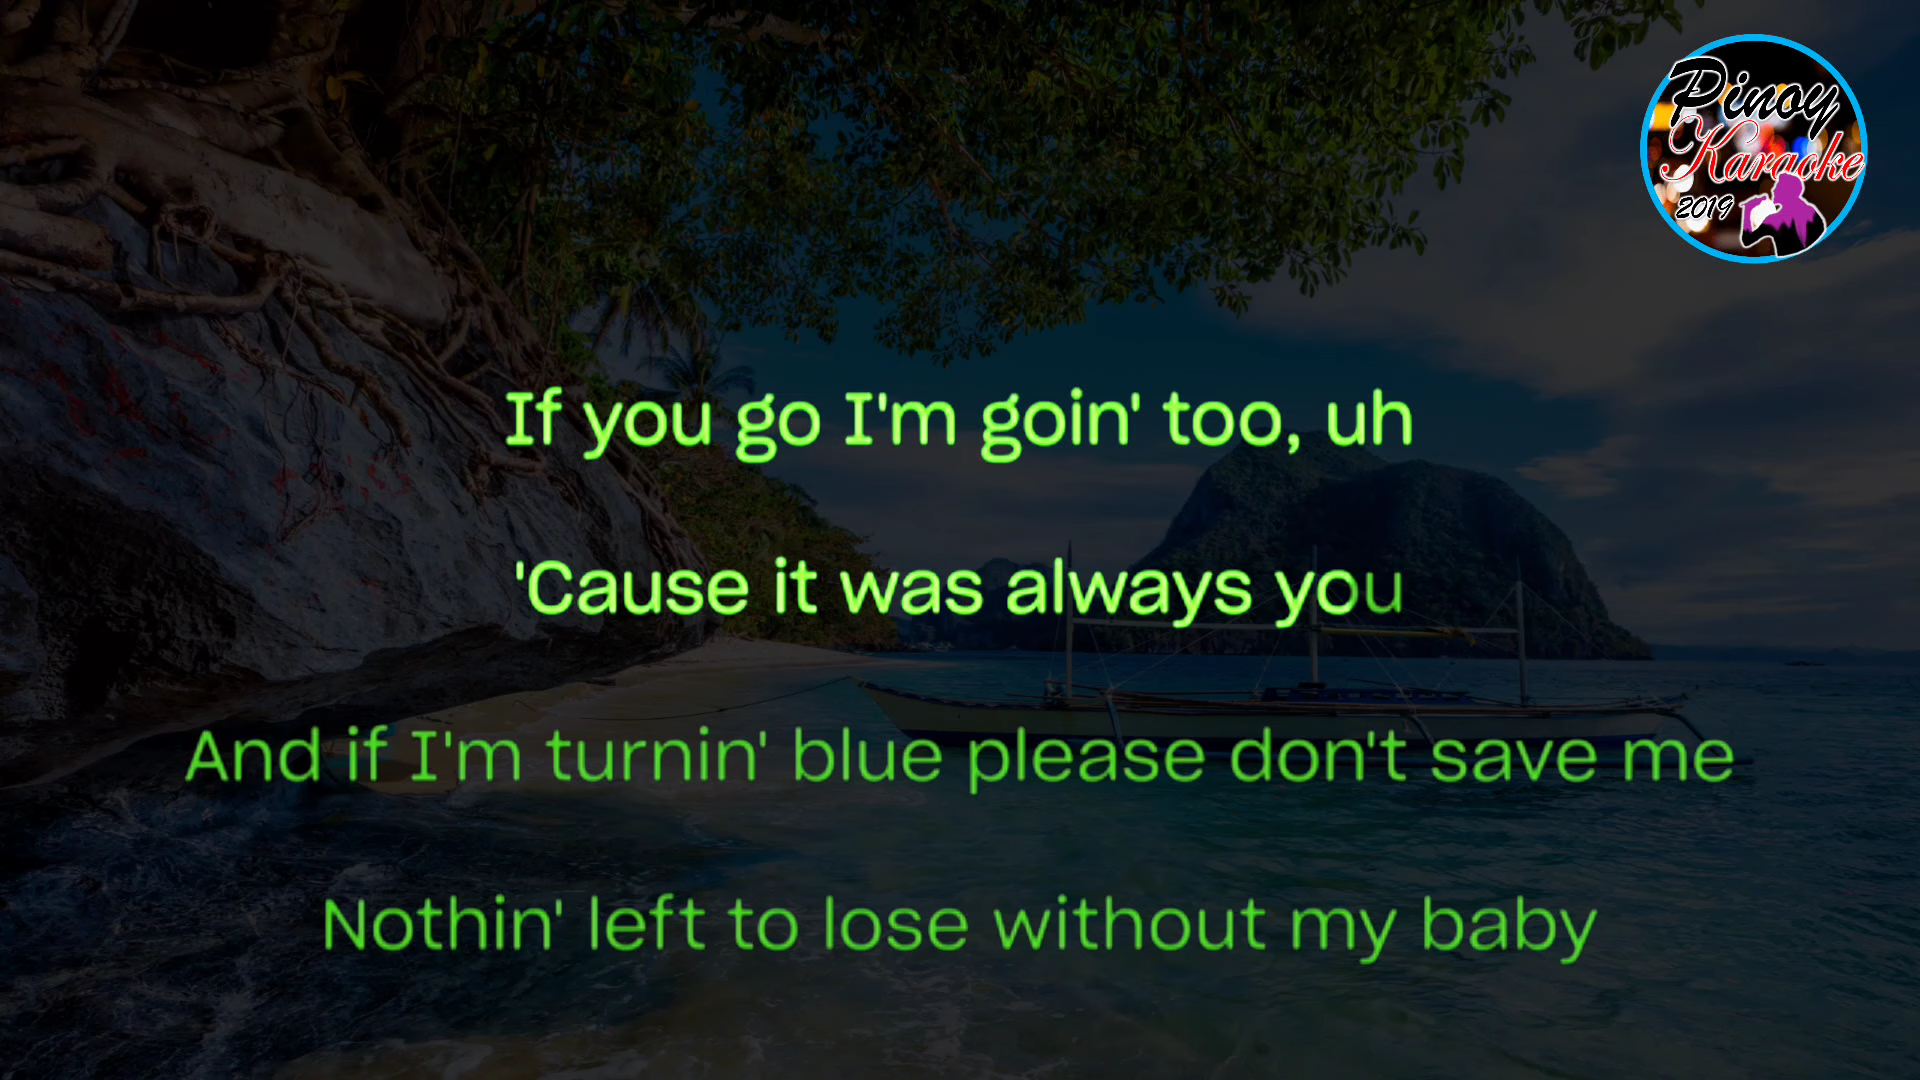 Pinoy
Karaoke
2019
If you go I'm goin' too, uh
'Cause it was always you
And if I'm turnin' blue please don't save me
Nothin' left to lose without my baby